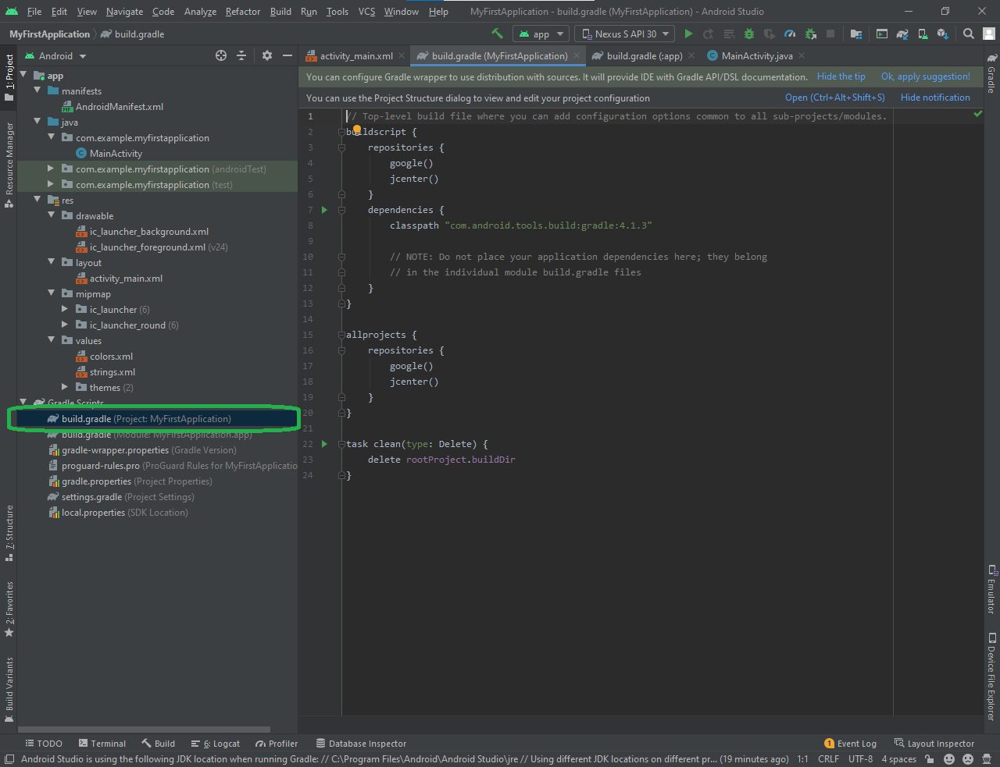 File Edit View Navigate Code Analyze Refactor Build Run Tools VCS Window Help MyFirstApplication - build.gradle (MyFirstApplication) - Android Studio
MyFirstApplication build.gradle
app Nexus S API 30
Android
activity_main.xml build.gradle (MyFirstApplication) build.gradle (:app) MainActivity.java
You can configure Gradle wrapper to use distribution with sources. It will provide IDE with Gradle API/DSL documentation. Hide the tip Ok, apply suggestion!
You can use the Project Structure dialog to view and edit your project configuration Open (Ctrl+Alt+Shift+S) Hide notification
1: Project
Resource Manager
7: Structure
2: Favorites
Build Variants
app
manifests
AndroidManifest.xml
java
com.example.myfirstapplication
MainActivity
com.example.myfirstapplication (androidTest)
com.example.myfirstapplication (test)
res
drawable
ic_launcher_background.xml
ic_launcher_foreground.xml (v24)
layout
activity_main.xml
mipmap
ic_launcher (6)
ic_launcher_round (6)
values
colors.xml
strings.xml
themes (2)
Gradle Scripts
build.gradle (Project: MyFirstApplication)
build.gradle (Module: MyFirstApplication.app)
gradle-wrapper.properties (Gradle Version)
proguard-rules.pro (ProGuard Rules for MyFirstApplicatio
gradle.properties (Project Properties)
settings.gradle (Project Settings)
local.properties (SDK Location)
1 // Top-level build file where you can add configuration options common to all sub-projects/modules.
2 buildscript {
3 repositories {
4 google()
5 jcenter()
6 }
7 dependencies {
8 classpath "com.android.tools.build:gradle:4.1.3"
9
10 // NOTE: Do not place your application dependencies here; they belong
11 // in the individual module build.gradle files
12 }
13 }
14
15 allprojects {
16 repositories {
17 google()
18 jcenter()
19 }
20 }
21
22 task clean(type: Delete) {
23 delete rootProject.buildDir
24 }
Gradle
Emulator
Device File Explorer
TODO Terminal Build 6: Logcat Profiler Database Inspector 1 Event Log Layout Inspector
Android Studio is using the following JDK location when running Gradle: // C:\Program Files\Android\Android Studio\jre // Using different JDK locations on different pr... (19 minutes ago) 1:1 CRLF UTF-8 4 spaces